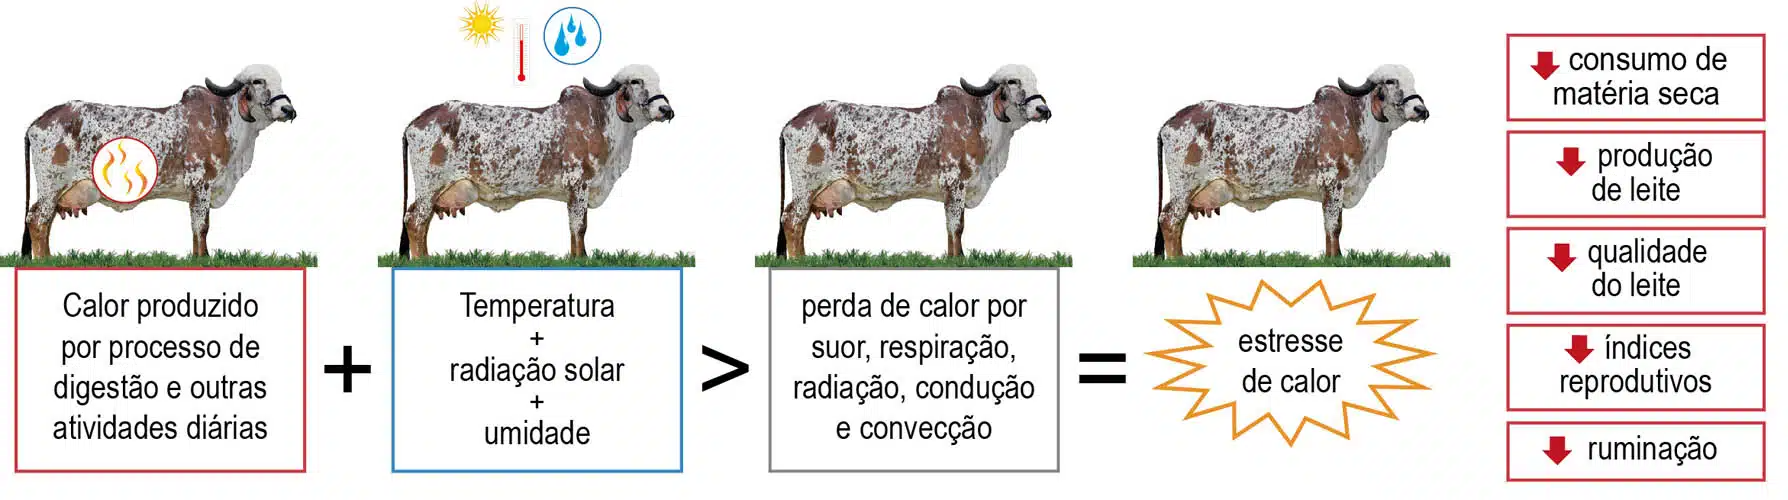 Calor produzido
por processo de
digestão e outras
atividades diárias
+
Temperatura
+
radiação solar
+
umidade
>
perda de calor por
suor, respiração,
radiação, condução
e convecção
=
estresse
de calor
consumo de
matéria seca
produção
de leite
qualidade
do leite
índices
reprodutivos
ruminação